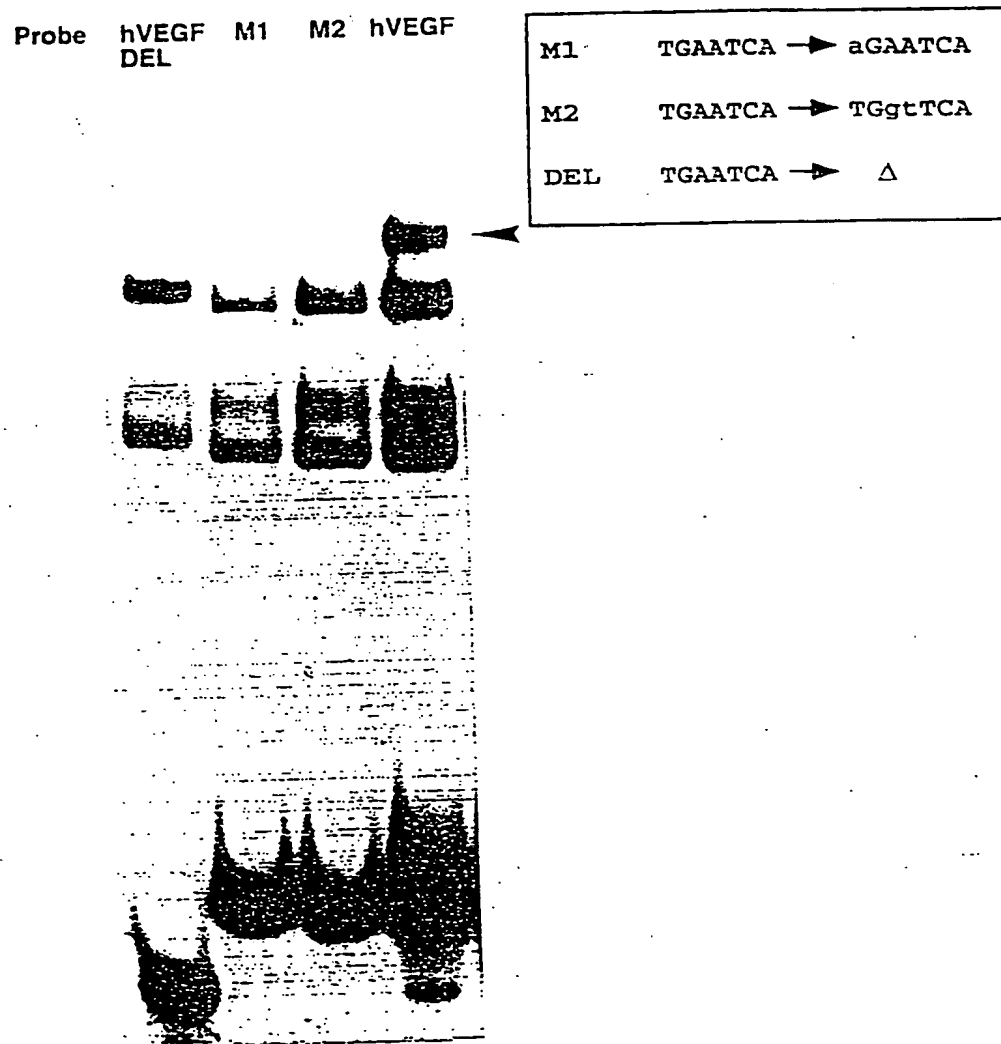 Probe hVEGF M1 M2 hVEGF
DEL
M1 TGAATCA → aGAATCA
M2 TGAATCA → TGgtTCA
DEL TGAATCA → Δ